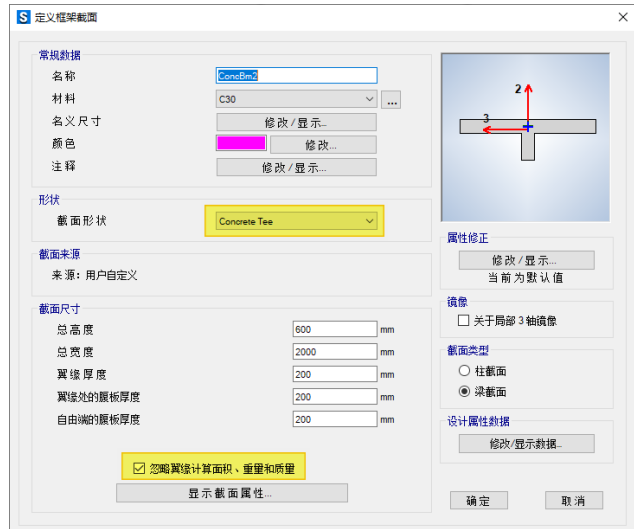 S 定义框架截面
常规数据
名称 ConcBm2
材料 C30 ...
名义尺寸 修改/显示...
颜色 修改...
注释 修改/显示...
形状
截面形状 Concrete Tee
截面来源
来源: 用户自定义
截面尺寸
总高度 600 mm
总宽度 2000 mm
翼缘厚度 200 mm
翼缘处的腹板厚度 200 mm
自由端的腹板厚度 200 mm
忽略翼缘计算面积、重量和质量
显示截面属性...
2
3
属性修正
修改/显示...
当前为默认值
镜像
关于局部 3 轴镜像
截面类型
柱截面
梁截面
设计属性数据
修改/显示数据...
确定 取消